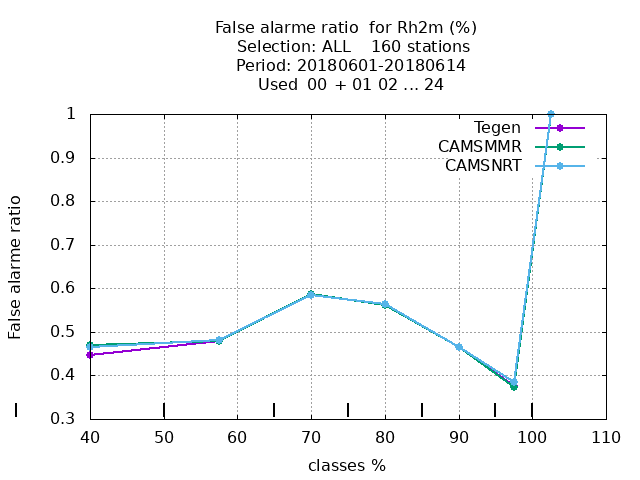 False alarme ratio  for Rh2m (%)
Selection: ALL    160 stations
Period: 20180601-20180614
Used  00  + 01 02 ... 24
1
0.9
0.8
0.7
0.6
0.5
0.4
0.3
False alarme ratio
Tegen
CAMSMMR
CAMSNRT
40 50 60 70 80 90 100 110
classes %